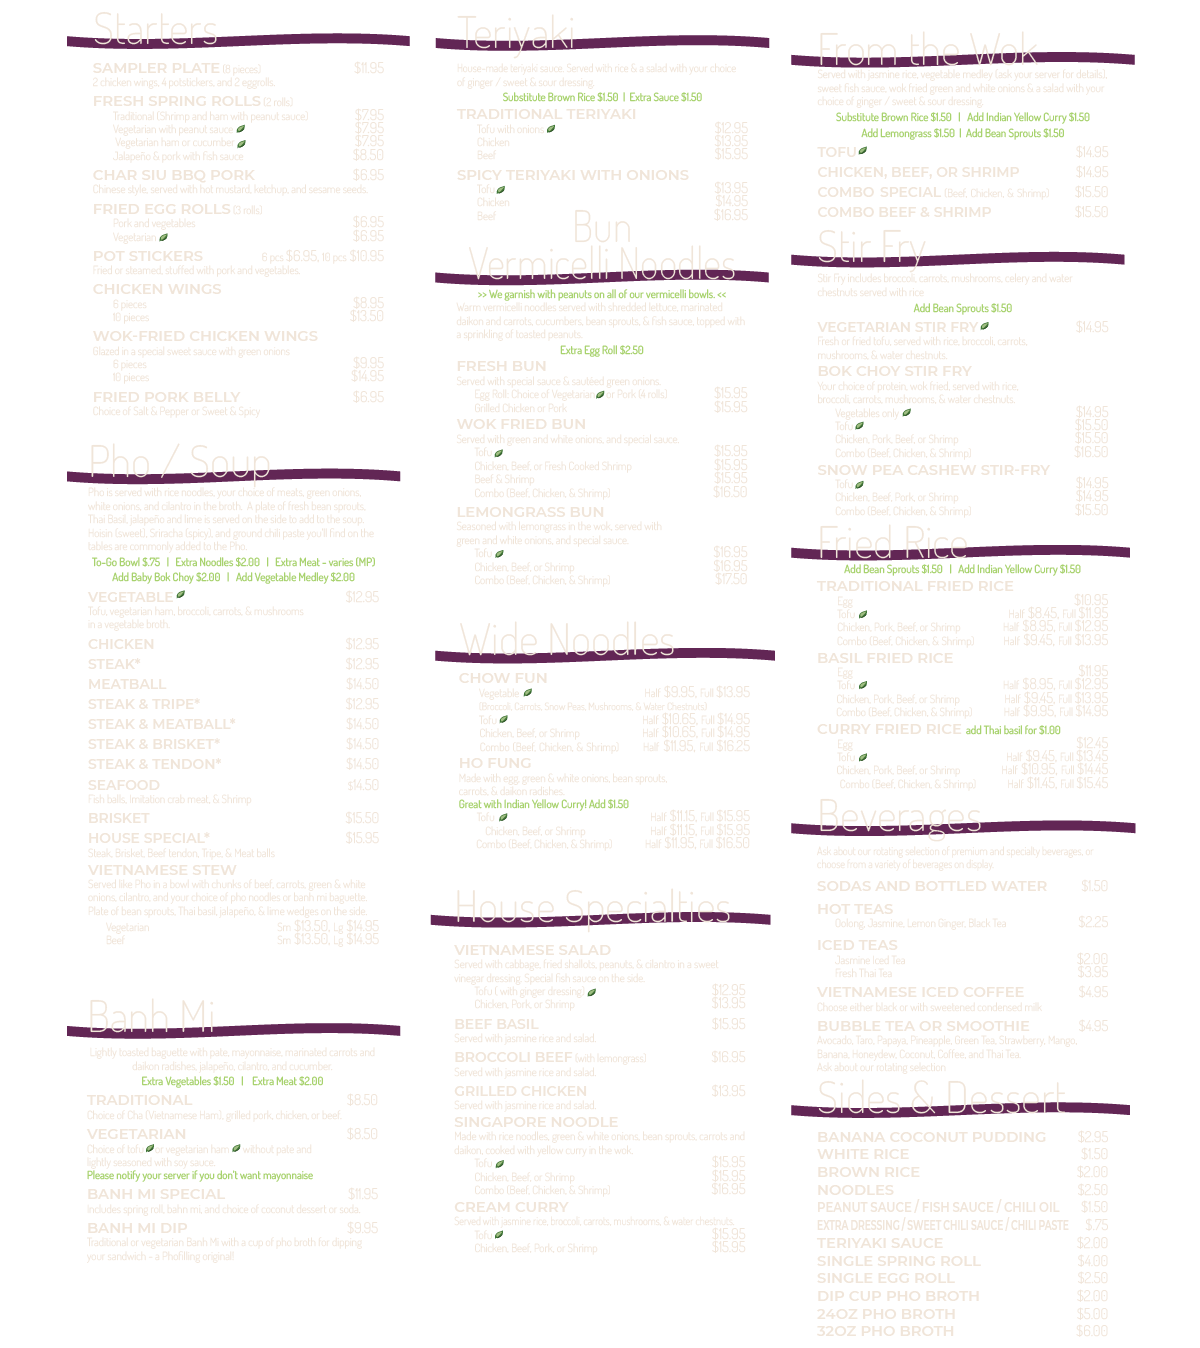 Starters
SAMPLER PLATE (8 pieces) $11.95
2 chicken wings, 4 potstickers, and 2 eggrolls.
FRESH SPRING ROLLS (2 rolls)
Traditional (Shrimp and ham with peanut sauce) $7.95
Vegetarian with peanut sauce $7.95
Vegetarian ham or cucumber $7.95
Jalapeño & pork with fish sauce $8.50
CHAR SIU BBQ PORK $6.95
Chinese style, served with hot mustard, ketchup, and sesame seeds.
FRIED EGG ROLLS (3 rolls)
Pork and vegetables $6.95
Vegetarian $6.95
POT STICKERS 6 pcs $6.95, 16 pcs $10.95
Fried or steamed, stuffed with pork and vegetables.
CHICKEN WINGS
6 pieces $8.95
10 pieces $13.50
WOK-FRIED CHICKEN WINGS
Glazed in a special sweet sauce with green onions
6 pieces $9.95
10 pieces $14.95
FRIED PORK BELLY $6.95
Choice of Salt & Pepper or Sweet & Spicy
Pho / Soup
Pho is served with rice noodles, your choice of meats, green onions,
white onions, and cilantro in the broth. A plate of fresh bean sprouts,
Thai Basil, jalapeño and lime is served on the side to add to the soup.
Hoisin (sweet), Sriracha (spicy), and ground chili paste you'll find on the
tables are commonly added to the Pho.
To-Go Bowl $.75 | Extra Noodles $2.00 | Extra Meat - varies (MP)
Add Baby Bok Choy $2.00 | Add Vegetable Medley $2.00
VEGETABLE $12.95
Tofu, vegetarian ham, broccoli, carrots, & mushrooms
in a vegetable broth.
CHICKEN $12.95
STEAK* $12.95
MEATBALL $14.50
STEAK & TRIPE* $12.95
STEAK & MEATBALL* $14.50
STEAK & BRISKET* $14.50
STEAK & TENDON* $14.50
SEAFOOD $14.50
Fish balls, Imitation crab meat, & Shrimp
BRISKET $15.50
HOUSE SPECIAL* $15.95
Steak, Brisket, Beef tendon, Tripe, & Meat balls
VIETNAMESE STEW
Served like Pho in a bowl with chunks of beef, carrots, green & white
onions, cilantro, and your choice of pho noodles or banh mi baguette.
Plate of bean sprouts, Thai basil, jalapeño, & lime wedges on the side.
Vegetarian Sm $13.50, Lg $14.95
Beef Sm $13.50, Lg $14.95
Banh Mi
Lightly toasted baguette with pate, mayonnaise, marinated carrots and
daikon radishes, jalapeño, cilantro, and cucumber.
Extra Vegetables $1.50 | Extra Meat $2.00
TRADITIONAL $8.50
Choice of Cha (Vietnamese Ham), grilled pork, chicken, or beef.
VEGETARIAN $8.50
Choice of tofu or vegetarian ham without pate and
lightly seasoned with soy sauce.
Please notify your server if you don't want mayonnaise
BANH MI SPECIAL $11.95
Includes spring roll, bahn mi, and choice of coconut dessert or soda.
BANH MI DIP $9.95
Traditional or vegetarian Banh Mi with a cup of pho broth for dipping
your sandwich - a Phofilling original!
Teriyaki
House-made teriyaki sauce. Served with rice & a salad with your choice
of ginger / sweet & sour dressing.
Substitute Brown Rice $1.50 | Extra Sauce $1.50
TRADITIONAL TERIYAKI
Tofu with onions $12.95
Chicken $13.95
Beef $15.95
SPICY TERIYAKI WITH ONIONS
Tofu $13.95
Chicken $14.95
Beef $16.95
Bun
Vermicelli Noodles
>> We garnish with peanuts on all of our vermicelli bowls. <<
Warm vermicelli noodles served with shredded lettuce, marinated
daikon and carrots, cucumbers, bean sprouts, & fish sauce, topped with
a sprinkling of toasted peanuts.
Extra Egg Roll $2.50
FRESH BUN
Served with special sauce & sautéed green onions.
Egg Roll: Choice of Vegetarian or Pork (4 rolls) $15.95
Grilled Chicken or Pork $15.95
WOK FRIED BUN
Served with green and white onions, and special sauce.
Tofu $15.95
Chicken, Beef, or Fresh Cooked Shrimp $15.95
Beef & Shrimp $15.95
Combo (Beef, Chicken, & Shrimp) $16.50
LEMONGRASS BUN
Seasoned with lemongrass in the wok, served with
green and white onions, and special sauce.
Tofu $16.95
Chicken, Beef, or Shrimp $16.95
Combo (Beef, Chicken, & Shrimp) $17.50
Wide Noodles
CHOW FUN
Vegetable Half $9.95, Full $13.95
(Broccoli, Carrots, Snow Peas, Mushrooms, & Water Chestnuts)
Tofu Half $10.65, Full $14.95
Chicken, Beef, or Shrimp Half $10.65, Full $14.95
Combo (Beef, Chicken, & Shrimp) Half $11.95, Full $16.25
HO FUNG
Made with egg, green & white onions, bean sprouts,
carrots, & daikon radishes.
Great with Indian Yellow Curry! Add $1.50
Tofu Half $11.15, Full $15.95
Chicken, Beef, or Shrimp Half $11.15, Full $15.95
Combo (Beef, Chicken, & Shrimp) Half $11.85, Full $16.50
House Specialties
VIETNAMESE SALAD
Served with cabbage, fried shallots, peanuts, & cilantro in a sweet
vinegar dressing. Special fish sauce on the side.
Tofu ( with ginger dressing) $12.95
Chicken, Pork, or Shrimp $13.95
BEEF BASIL $15.95
Served with jasmine rice and salad.
BROCCOLI BEEF (with lemongrass) $16.95
Served with jasmine rice and salad.
GRILLED CHICKEN $13.95
Served with jasmine rice and salad.
SINGAPORE NOODLE
Made with rice noodles, green & white onions, bean sprouts, carrots and
daikon, cooked with yellow curry in the wok.
Tofu $15.95
Chicken, Beef, or Shrimp $15.95
Combo (Beef, Chicken, & Shrimp) $16.95
CREAM CURRY
Served with jasmine rice, broccoli, carrots, mushrooms, & water chestnuts.
Tofu $15.95
Chicken, Beef, Pork, or Shrimp $15.95
From the Wok
Served with jasmine rice, vegetable medley (ask your server for details),
sweet fish sauce, wok fried green and white onions & a salad with your
choice of ginger / sweet & sour dressing.
Substitute Brown Rice $1.50 | Add Indian Yellow Curry $1.50
Add Lemongrass $1.50 | Add Bean Sprouts $1.50
TOFU $14.95
CHICKEN, BEEF, OR SHRIMP $14.95
COMBO SPECIAL (Beef, Chicken, & Shrimp) $15.50
COMBO BEEF & SHRIMP $15.50
Stir Fry
Stir Fry includes broccoli, carrots, mushrooms, celery and water
chestnuts served with rice
Add Bean Sprouts $1.50
VEGETARIAN STIR FRY $14.95
Fresh or fried tofu, served with rice, broccoli, carrots,
mushrooms, & water chestnuts.
BOK CHOY STIR FRY
Your choice of protein, wok fried, served with rice,
broccoli, carrots, mushrooms, & water chestnuts.
Vegetables only $14.95
Tofu $15.50
Chicken, Pork, Beef, or Shrimp $15.50
Combo (Beef, Chicken, & Shrimp) $16.50
SNOW PEA CASHEW STIR-FRY
Tofu $14.95
Chicken, Beef, Pork, or Shrimp $14.95
Combo (Beef, Chicken, & Shrimp) $15.50
Fried Rice
Add Bean Sprouts $1.50 | Add Indian Yellow Curry $1.50
TRADITIONAL FRIED RICE
Egg $10.95
Tofu Half $8.45, Full $11.95
Chicken, Pork, Beef, or Shrimp Half $8.95, Full $12.95
Combo (Beef, Chicken, & Shrimp) Half $9.45, Full $13.95
BASIL FRIED RICE
Egg $11.95
Tofu Half $8.95, Full $12.95
Chicken, Pork, Beef, or Shrimp Half $9.45, Full $13.95
Combo (Beef, Chicken, & Shrimp) Half $9.95, Full $14.95
CURRY FRIED RICE add Thai basil for $1.00
Egg $12.45
Tofu Half $9.45, Full $13.45
Chicken, Pork, Beef, or Shrimp Half $10.95, Full $14.45
Combo (Beef, Chicken, & Shrimp) Half $11.45, Full $15.45
Beverages
Ask about our rotating selection of premium and specialty beverages, or
choose from a variety of beverages on display.
SODAS AND BOTTLED WATER $1.50
HOT TEAS
Oolong, Jasmine, Lemon Ginger, Black Tea $2.25
ICED TEAS
Jasmine Iced Tea $2.00
Fresh Thai Tea $3.95
VIETNAMESE ICED COFFEE $4.95
Choose either black or with sweetened condensed milk
BUBBLE TEA OR SMOOTHIE $4.95
Avocado, Taro, Papaya, Pineapple, Green Tea, Strawberry, Mango,
Banana, Honeydew, Coconut, Coffee, and Thai Tea.
Ask about our rotating selection
Sides & Dessert
BANANA COCONUT PUDDING $2.95
WHITE RICE $1.50
BROWN RICE $2.00
NOODLES $2.50
PEANUT SAUCE / FISH SAUCE / CHILI OIL $1.50
EXTRA DRESSING / SWEET CHILI SAUCE / CHILI PASTE $.75
TERIYAKI SAUCE $2.00
SINGLE SPRING ROLL $4.00
SINGLE EGG ROLL $2.50
DIP CUP PHO BROTH $2.00
24OZ PHO BROTH $5.00
32OZ PHO BROTH $6.00